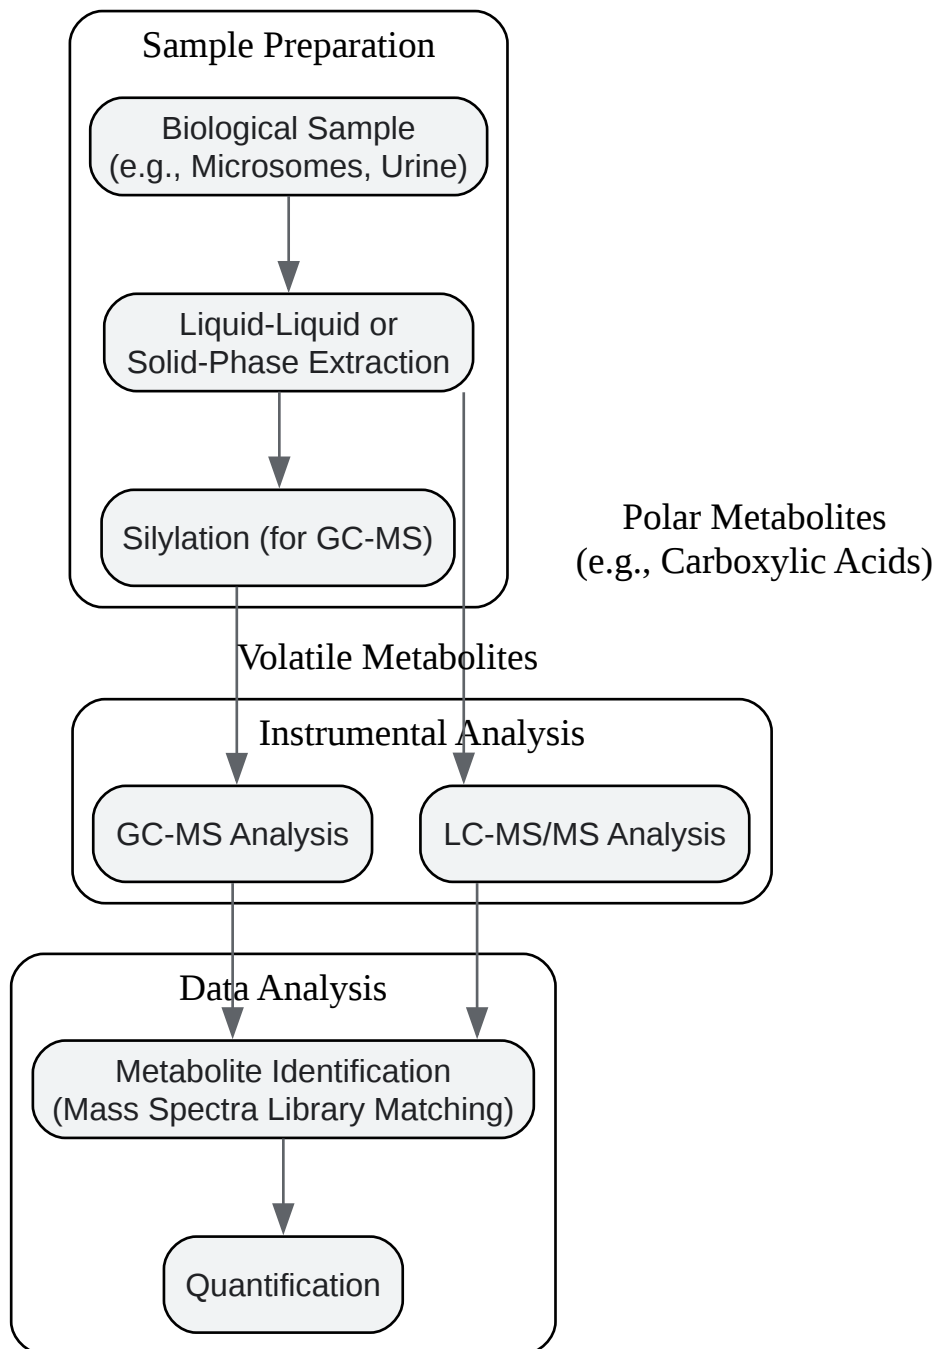 Sample Preparation
Biological Sample
(e.g., Microsomes, Urine)
Liquid-Liquid or
Solid-Phase Extraction
Silylation (for GC-MS)
Polar Metabolites
(e.g., Carboxylic Acids)
Volatile Metabolites
Instrumental Analysis
GC-MS Analysis
LC-MS/MS Analysis
Data Analysis
Metabolite Identification
(Mass Spectra Library Matching)
Quantification